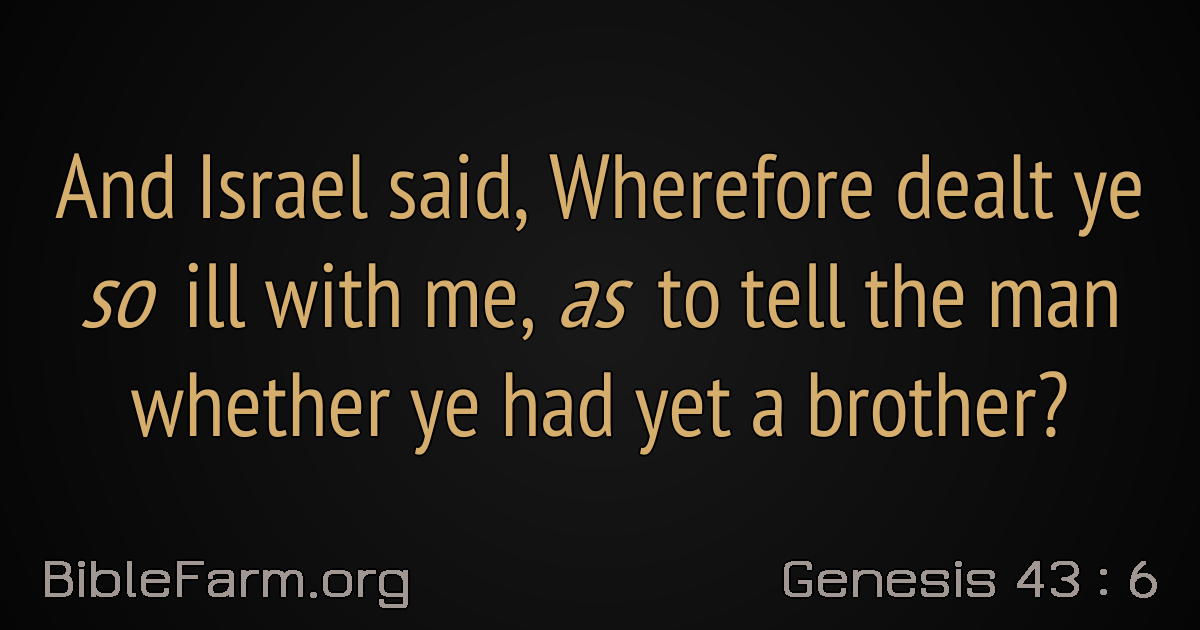 And Israel said, Wherefore dealt ye
so ill with me, as to tell the man
whether ye had yet a brother?
BibleFarm.org
Genesis 43 : 6